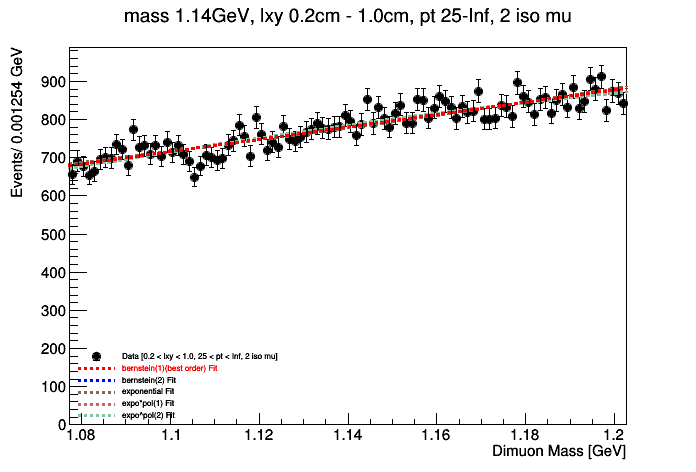 mass 1.14GeV, lxy 0.2cm - 1.0cm, pt 25-Inf, 2 iso mu
Events/ 0.001254 GeV
900
800
700
600
500
400
300
200
100
0
Data [0.2 < lxy < 1.0, 25 < pt < Inf, 2 iso mu]
bernstein(1)(best order) Fit
bernstein(2) Fit
exponential Fit
expo*pol(1) Fit
expo*pol(2) Fit
1.08 1.1 1.12 1.14 1.16 1.18 1.2
Dimuon Mass [GeV]